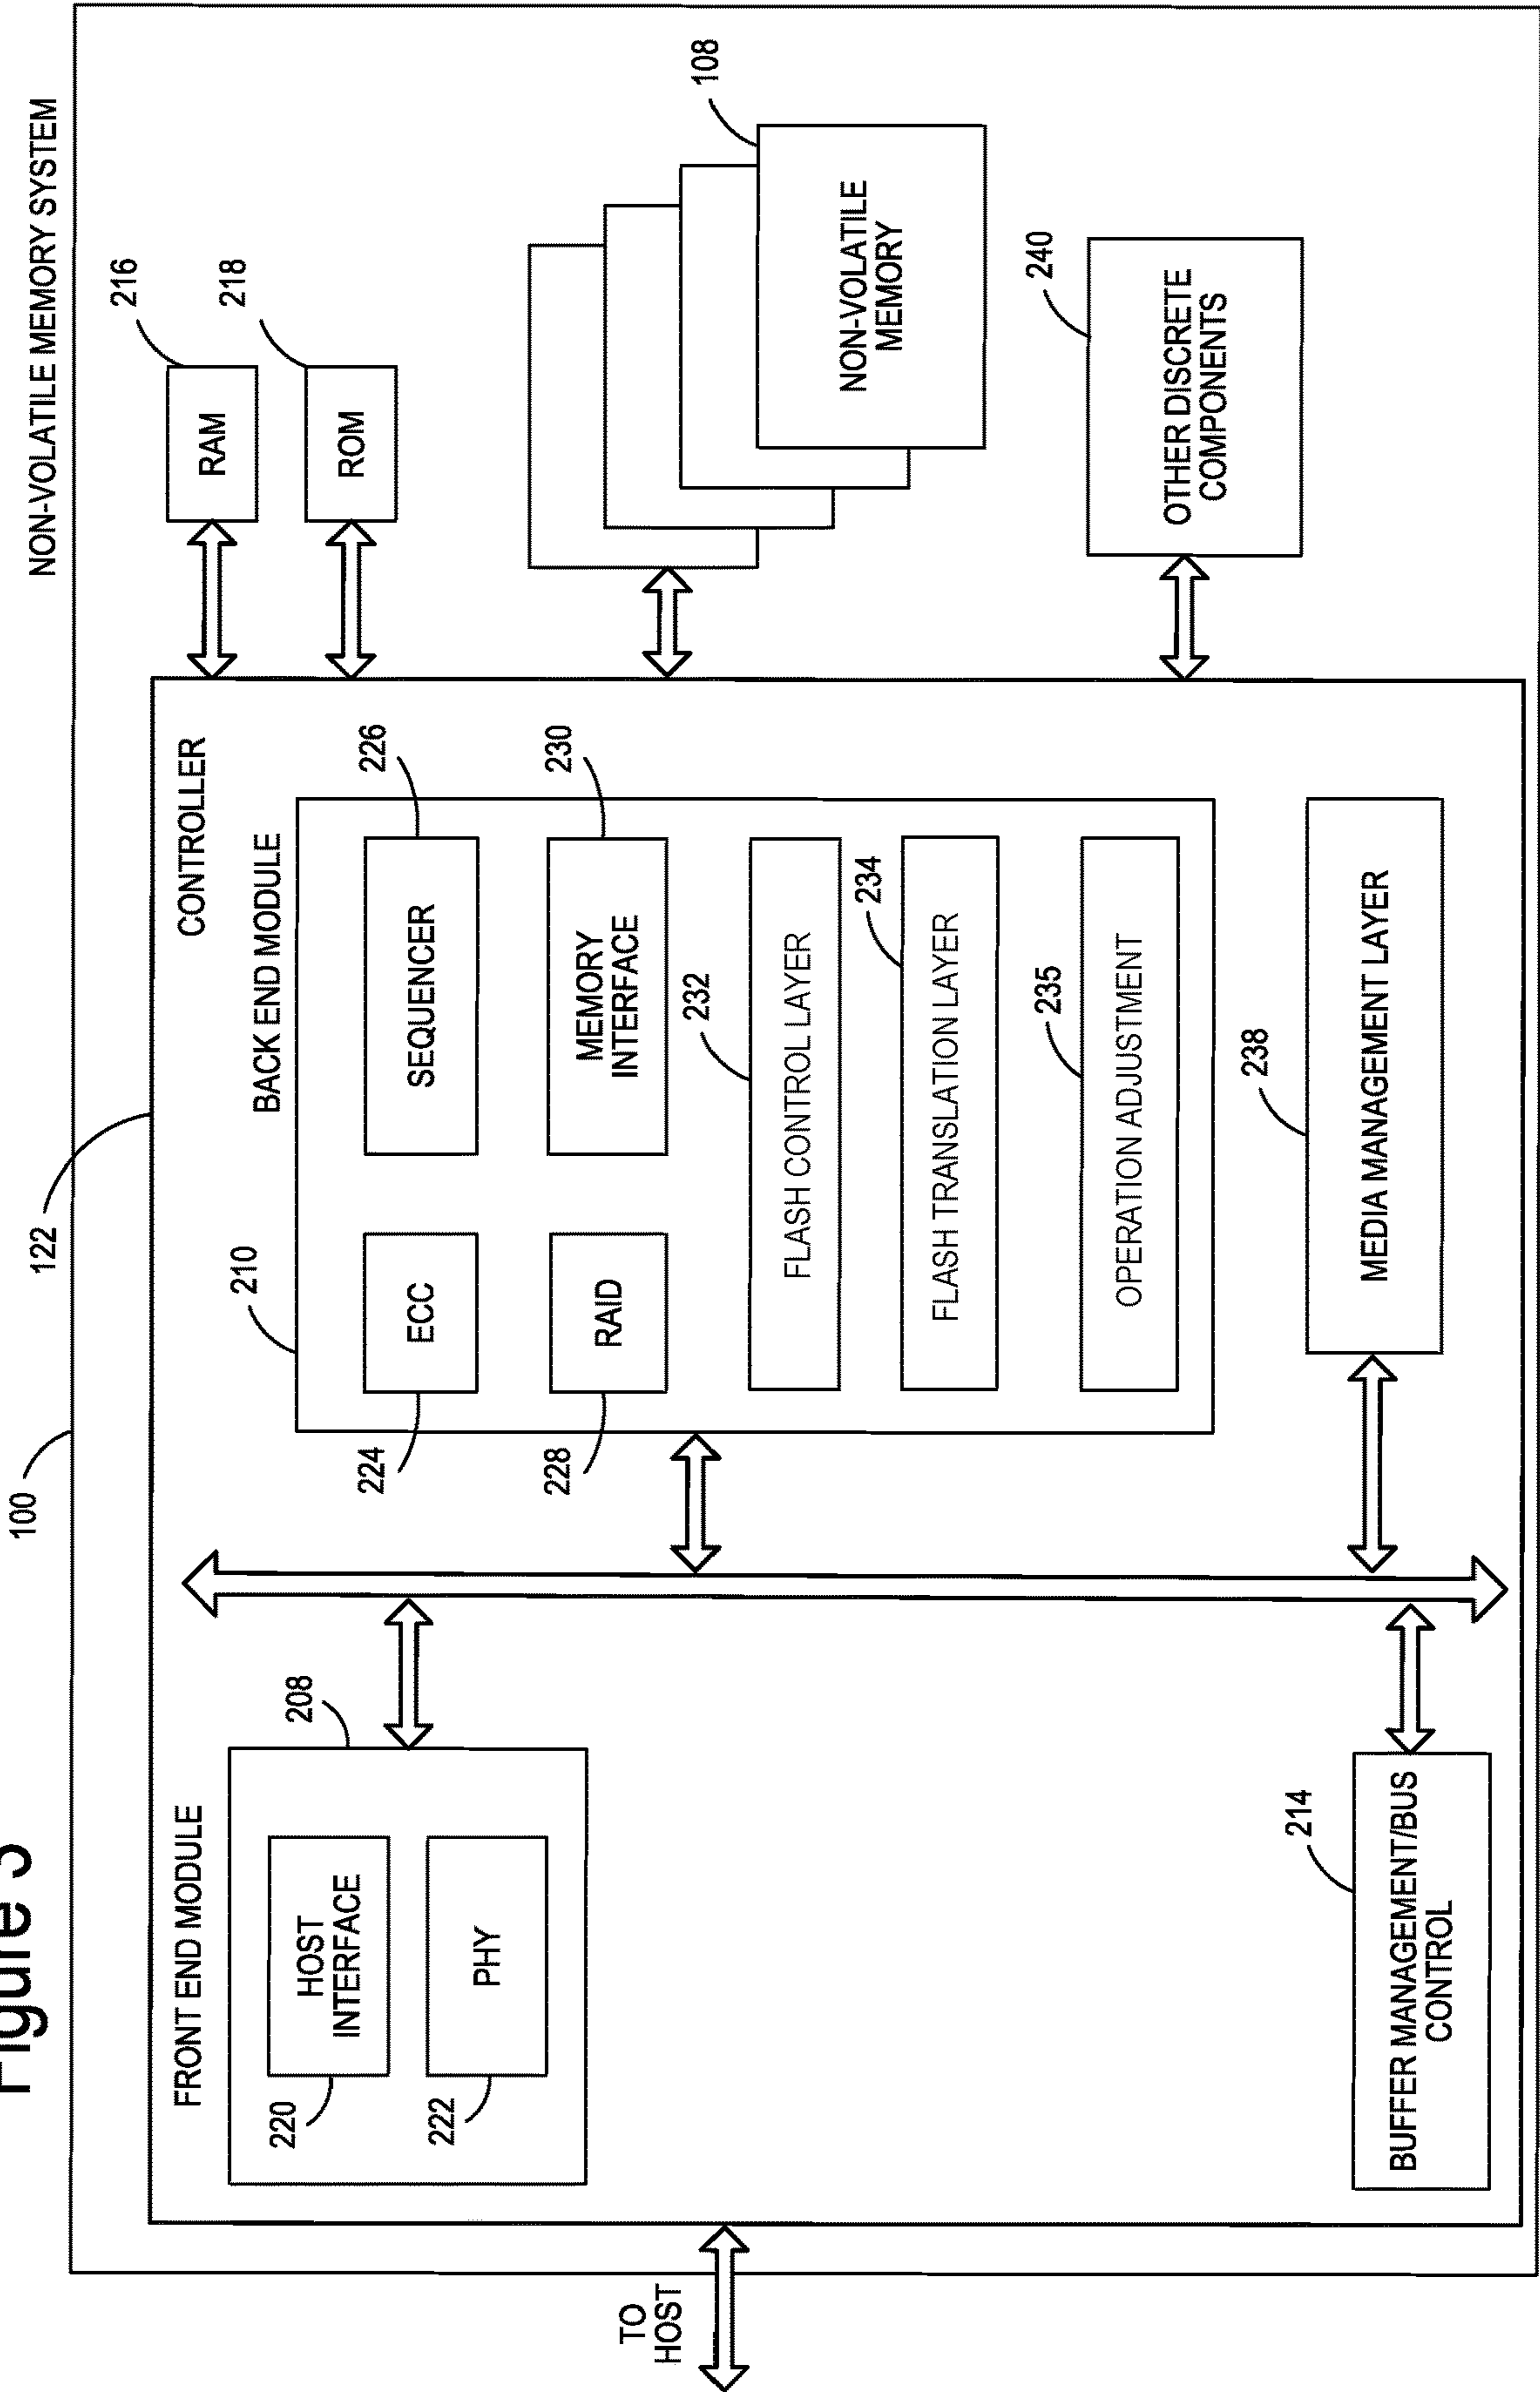 Figure 3
NON-VOLATILE MEMORY SYSTEM
100
122
CONTROLLER
FRONT END MODULE
208
HOST
INTERFACE
220
PHY
222
BACK END MODULE
210
ECC
224
SEQUENCER
226
RAID
228
MEMORY
INTERFACE
230
FLASH CONTROL LAYER
232
FLASH TRANSLATION LAYER
234
OPERATION ADJUSTMENT
235
MEDIA MANAGEMENT LAYER
238
BUFFER MANAGEMENT/BUS
CONTROL
214
RAM
216
ROM
218
NON-VOLATILE
MEMORY
108
OTHER DISCRETE
COMPONENTS
240
TO
HOST